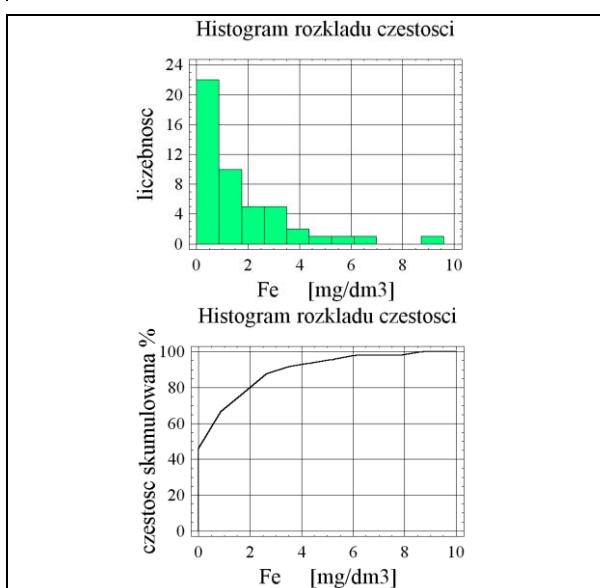 Histogram rozkladu czestosci
liczebnosc
24
20
16
12
8
4
0
0 2 4 6 8 10
Fe [mg/dm3]
Histogram rozkladu czestosci
czestosc skumulowana %
100
80
60
40
20
0
0 2 4 6 8 10
Fe [mg/dm3]